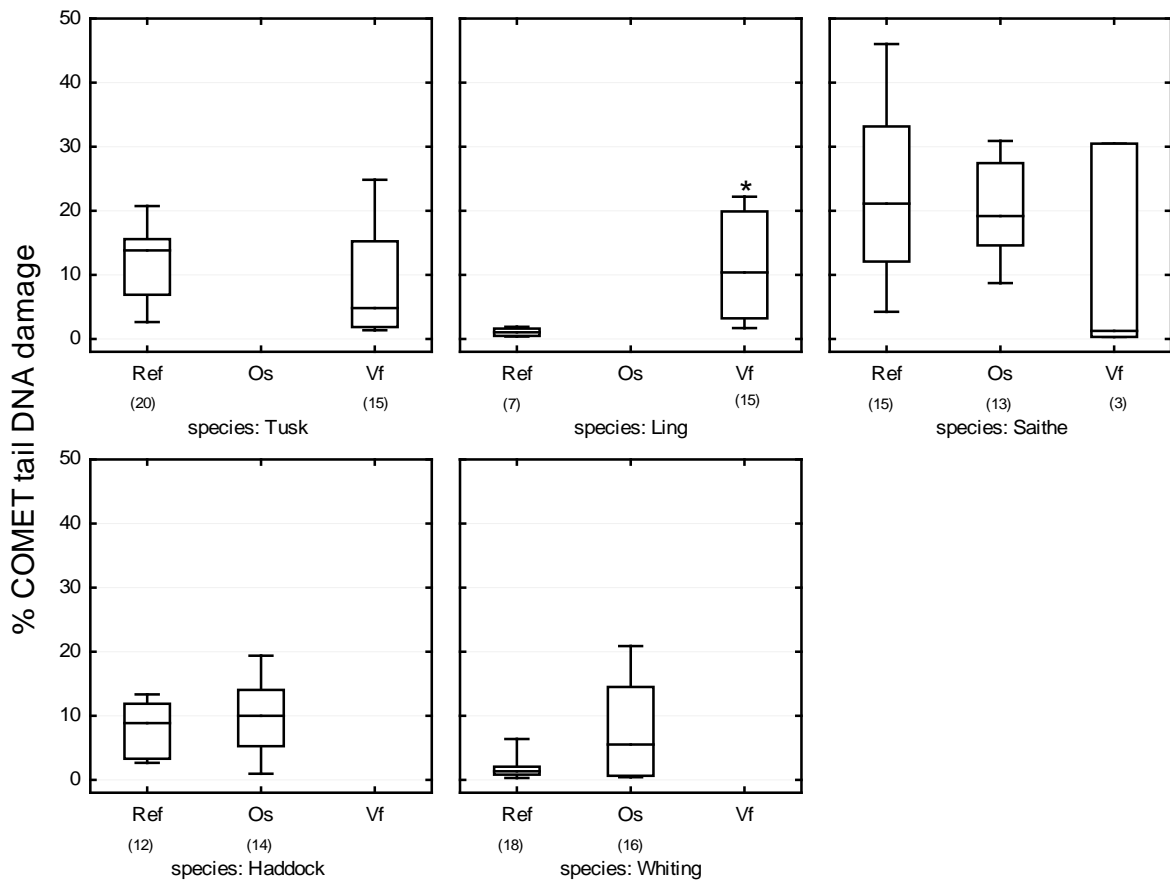 % COMET tail DNA damage
50
40
30
20
10
0
*
Ref Os Vf
(20) (15)
species: Tusk
Ref Os Vf
(7) (15)
species: Ling
Ref Os Vf
(15) (13) (3)
species: Saithe
50
40
30
20
10
0
Ref Os Vf
(12) (14)
species: Haddock
Ref Os Vf
(18) (16)
species: Whiting